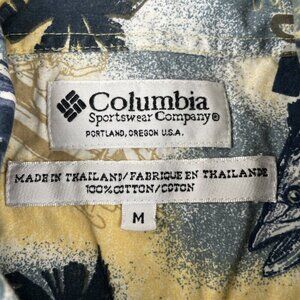 Columbia
Sportswear Company®
PORTLAND, OREGON U.S.A.
MADE IN THAILAND/FABRIQUE EN THAILANDE
100%COTTON/COTON
M